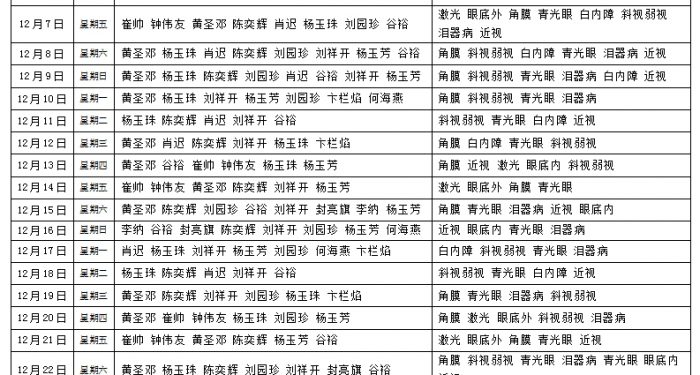 12月7日 星期五 崔帅 钟伟友 黄圣邓 陈奕辉 肖迟 杨玉珠 刘园珍 谷裕 激光 眼底外 角膜 青光眼 白内障 斜视弱视
泪器病 近视
12月8日 星期六 黄圣邓 杨玉珠 肖迟 陈奕辉 刘园珍 刘祥开 杨玉芳 谷裕 角膜 斜视弱视 白内障 青光眼 泪器病 近视
12月9日 星期日 黄圣邓 杨玉珠 陈奕辉 刘园珍 肖迟 谷裕 刘祥开 杨玉芳 角膜 斜视弱视 青光眼 泪器病 白内障 近视
12月10日 星期一 黄圣邓 杨玉珠 刘祥开 杨玉芳 刘园珍 卞栏焰 何海燕 角膜 斜视弱视 青光眼 泪器病
12月11日 星期二 杨玉珠 陈奕辉 肖迟 刘祥开 谷裕 斜视弱视 青光眼 白内障 近视
12月12日 星期三 黄圣邓 肖迟 陈奕辉 刘祥开 杨玉珠 卞栏焰 角膜 白内障 青光眼 斜视弱视
12月13日 星期四 黄圣邓 谷裕 崔帅 钟伟友 杨玉珠 杨玉芳 角膜 近视 激光 眼底内 斜视弱视
12月14日 星期五 崔帅 钟伟友 黄圣邓 陈奕辉 刘祥开 杨玉芳 激光 眼底外 角膜 青光眼
12月15日 星期六 黄圣邓 陈奕辉 刘园珍 谷裕 刘祥开 封亮旗 李纳 杨玉芳 角膜 青光眼 泪器病 近视 眼底内
12月16日 星期日 李纳 谷裕 封亮旗 陈奕辉 刘园珍 刘祥开 杨玉芳 何海燕 近视 眼底内 青光眼 泪器病
12月17日 星期一 肖迟 杨玉珠 刘祥开 杨玉芳 刘园珍 何海燕 卞栏焰 白内障 斜视弱视 青光眼 泪器病
12月18日 星期二 杨玉珠 陈奕辉 肖迟 刘祥开 谷裕 斜视弱视 青光眼 白内障 近视
12月19日 星期三 黄圣邓 陈奕辉 刘祥开 刘园珍 杨玉珠 卞栏焰 角膜 青光眼 泪器病 斜视弱视
12月20日 星期四 黄圣邓 崔帅 钟伟友 杨玉珠 刘园珍 杨玉芳 角膜 激光 眼底外 斜视弱视 泪器病
12月21日 星期五 崔帅 钟伟友 黄圣邓 陈奕辉 杨玉芳 谷裕 激光 眼底外 角膜 青光眼 近视
12月22日 星期六 黄圣邓 杨玉珠 陈奕辉 刘园珍 刘祥开 封亮旗 谷裕 角膜 斜视弱视 青光眼 泪器病 青光眼 眼底内